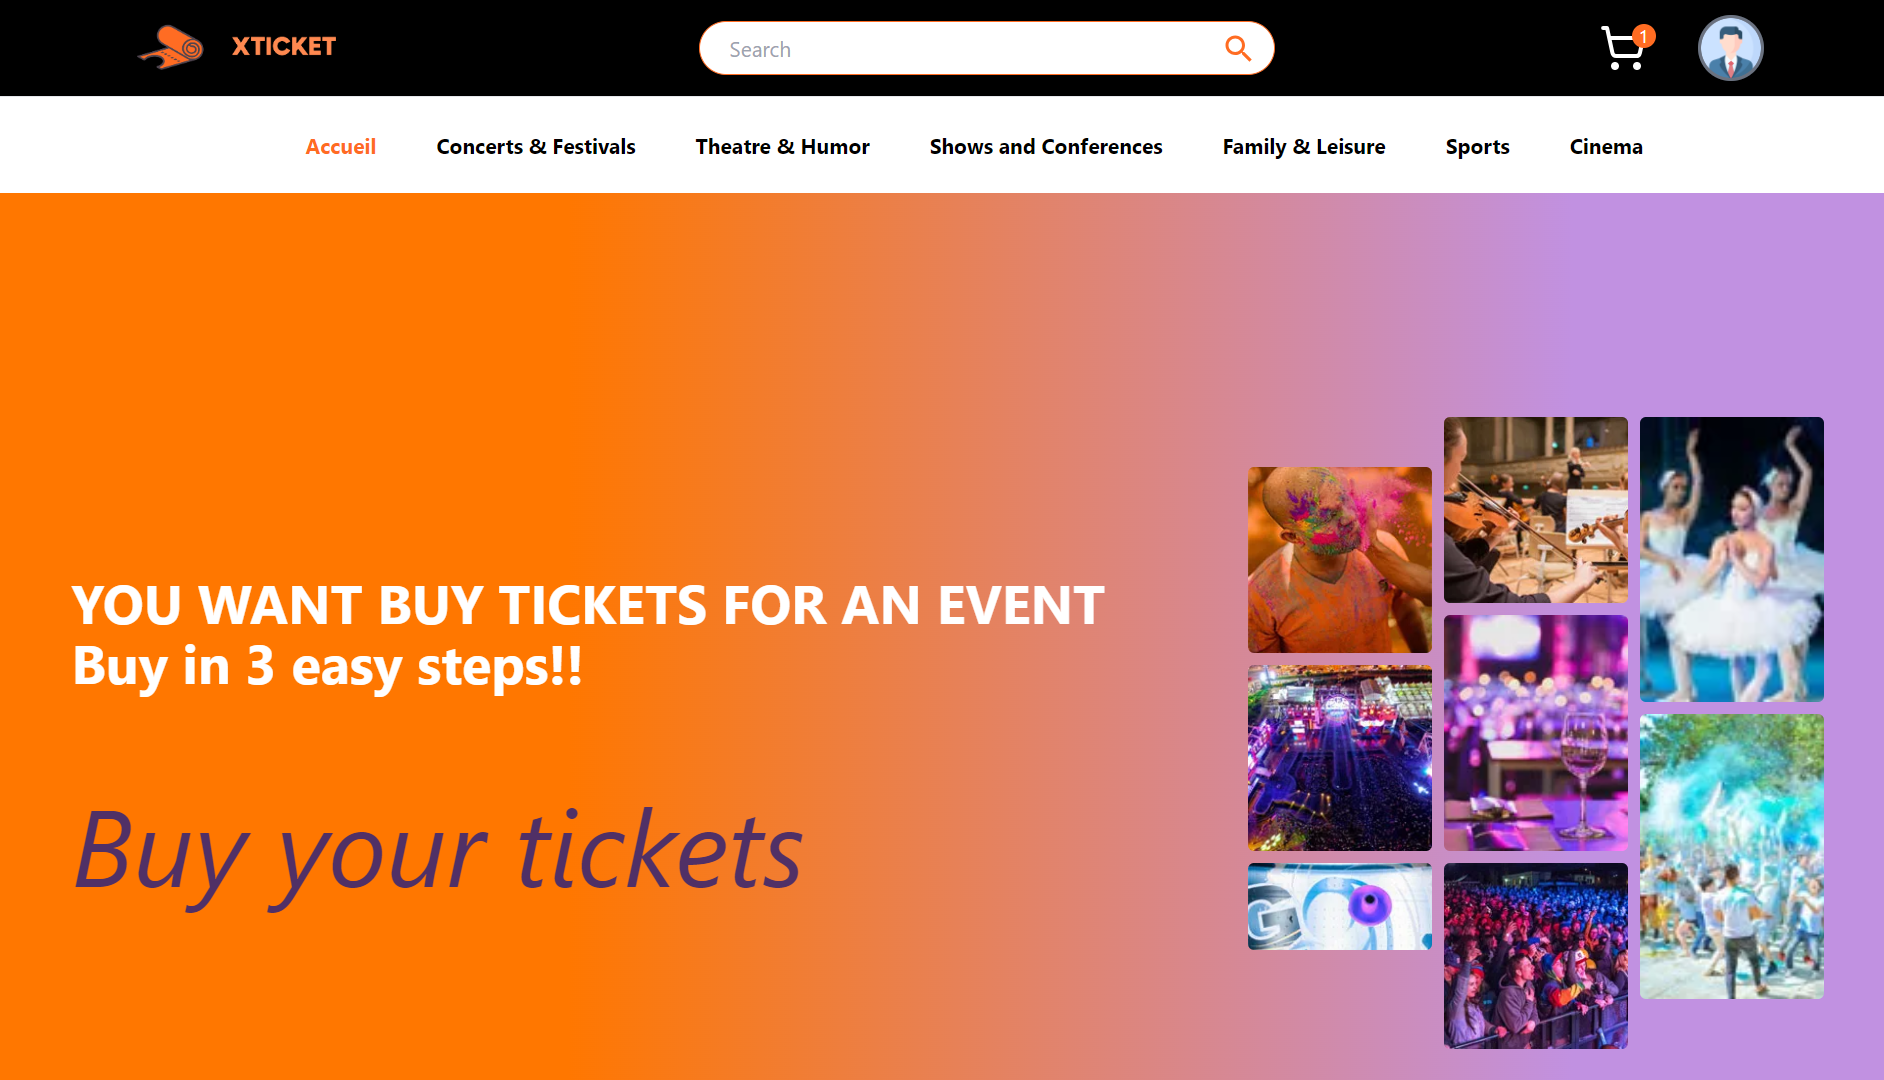 XTICKET
Search
1
Accueil
Concerts & Festivals
Theatre & Humor
Shows and Conferences
Family & Leisure
Sports
Cinema
YOU WANT BUY TICKETS FOR AN EVENT
Buy in 3 easy steps!!
Buy your tickets
G